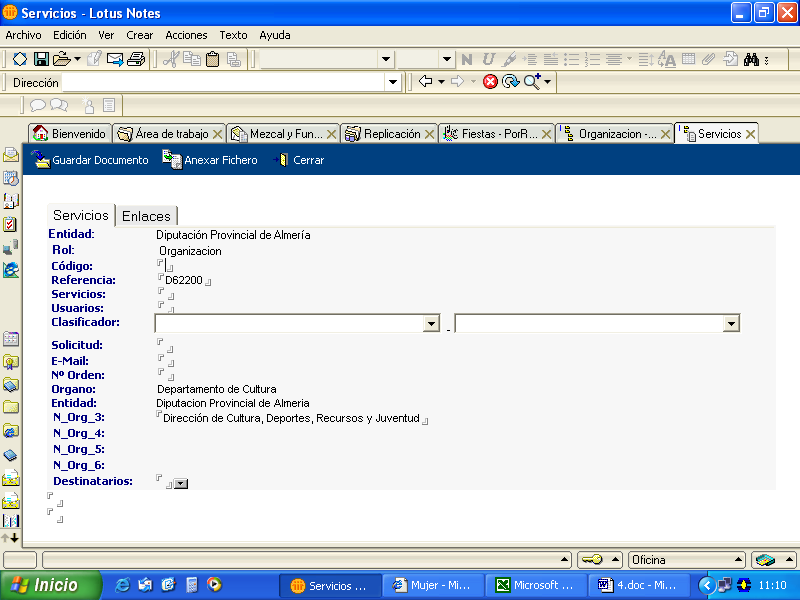 Servicios - Lotus Notes
Archivo Edición Ver Crear Acciones Texto Ayuda
N U
Dirección
Bienvenido Área de trabajo Mezcal y Fun... Replicación Fiestas - PorR... Organizacion -... Servicios
Guardar Documento Anexar Fichero Cerrar
Servicios Enlaces
Entidad: Diputación Provincial de Almería
Rol: Organizacion
Código:
Referencia: D62200
Servicios:
Usuarios:
Clasificador: -
Solicitud:
E-Mail:
Nº Orden:
Organo: Departamento de Cultura
Entidad: Diputacion Provincial de Almeria
N_Org_3: Dirección de Cultura, Deportes, Recursos y Juventud
N_Org_4:
N_Org_5:
N_Org_6:
Destinatarios:
Oficina
Inicio Servicios ... Mujer - Mi... Microsoft ... 4.doc - Mi... 11:10